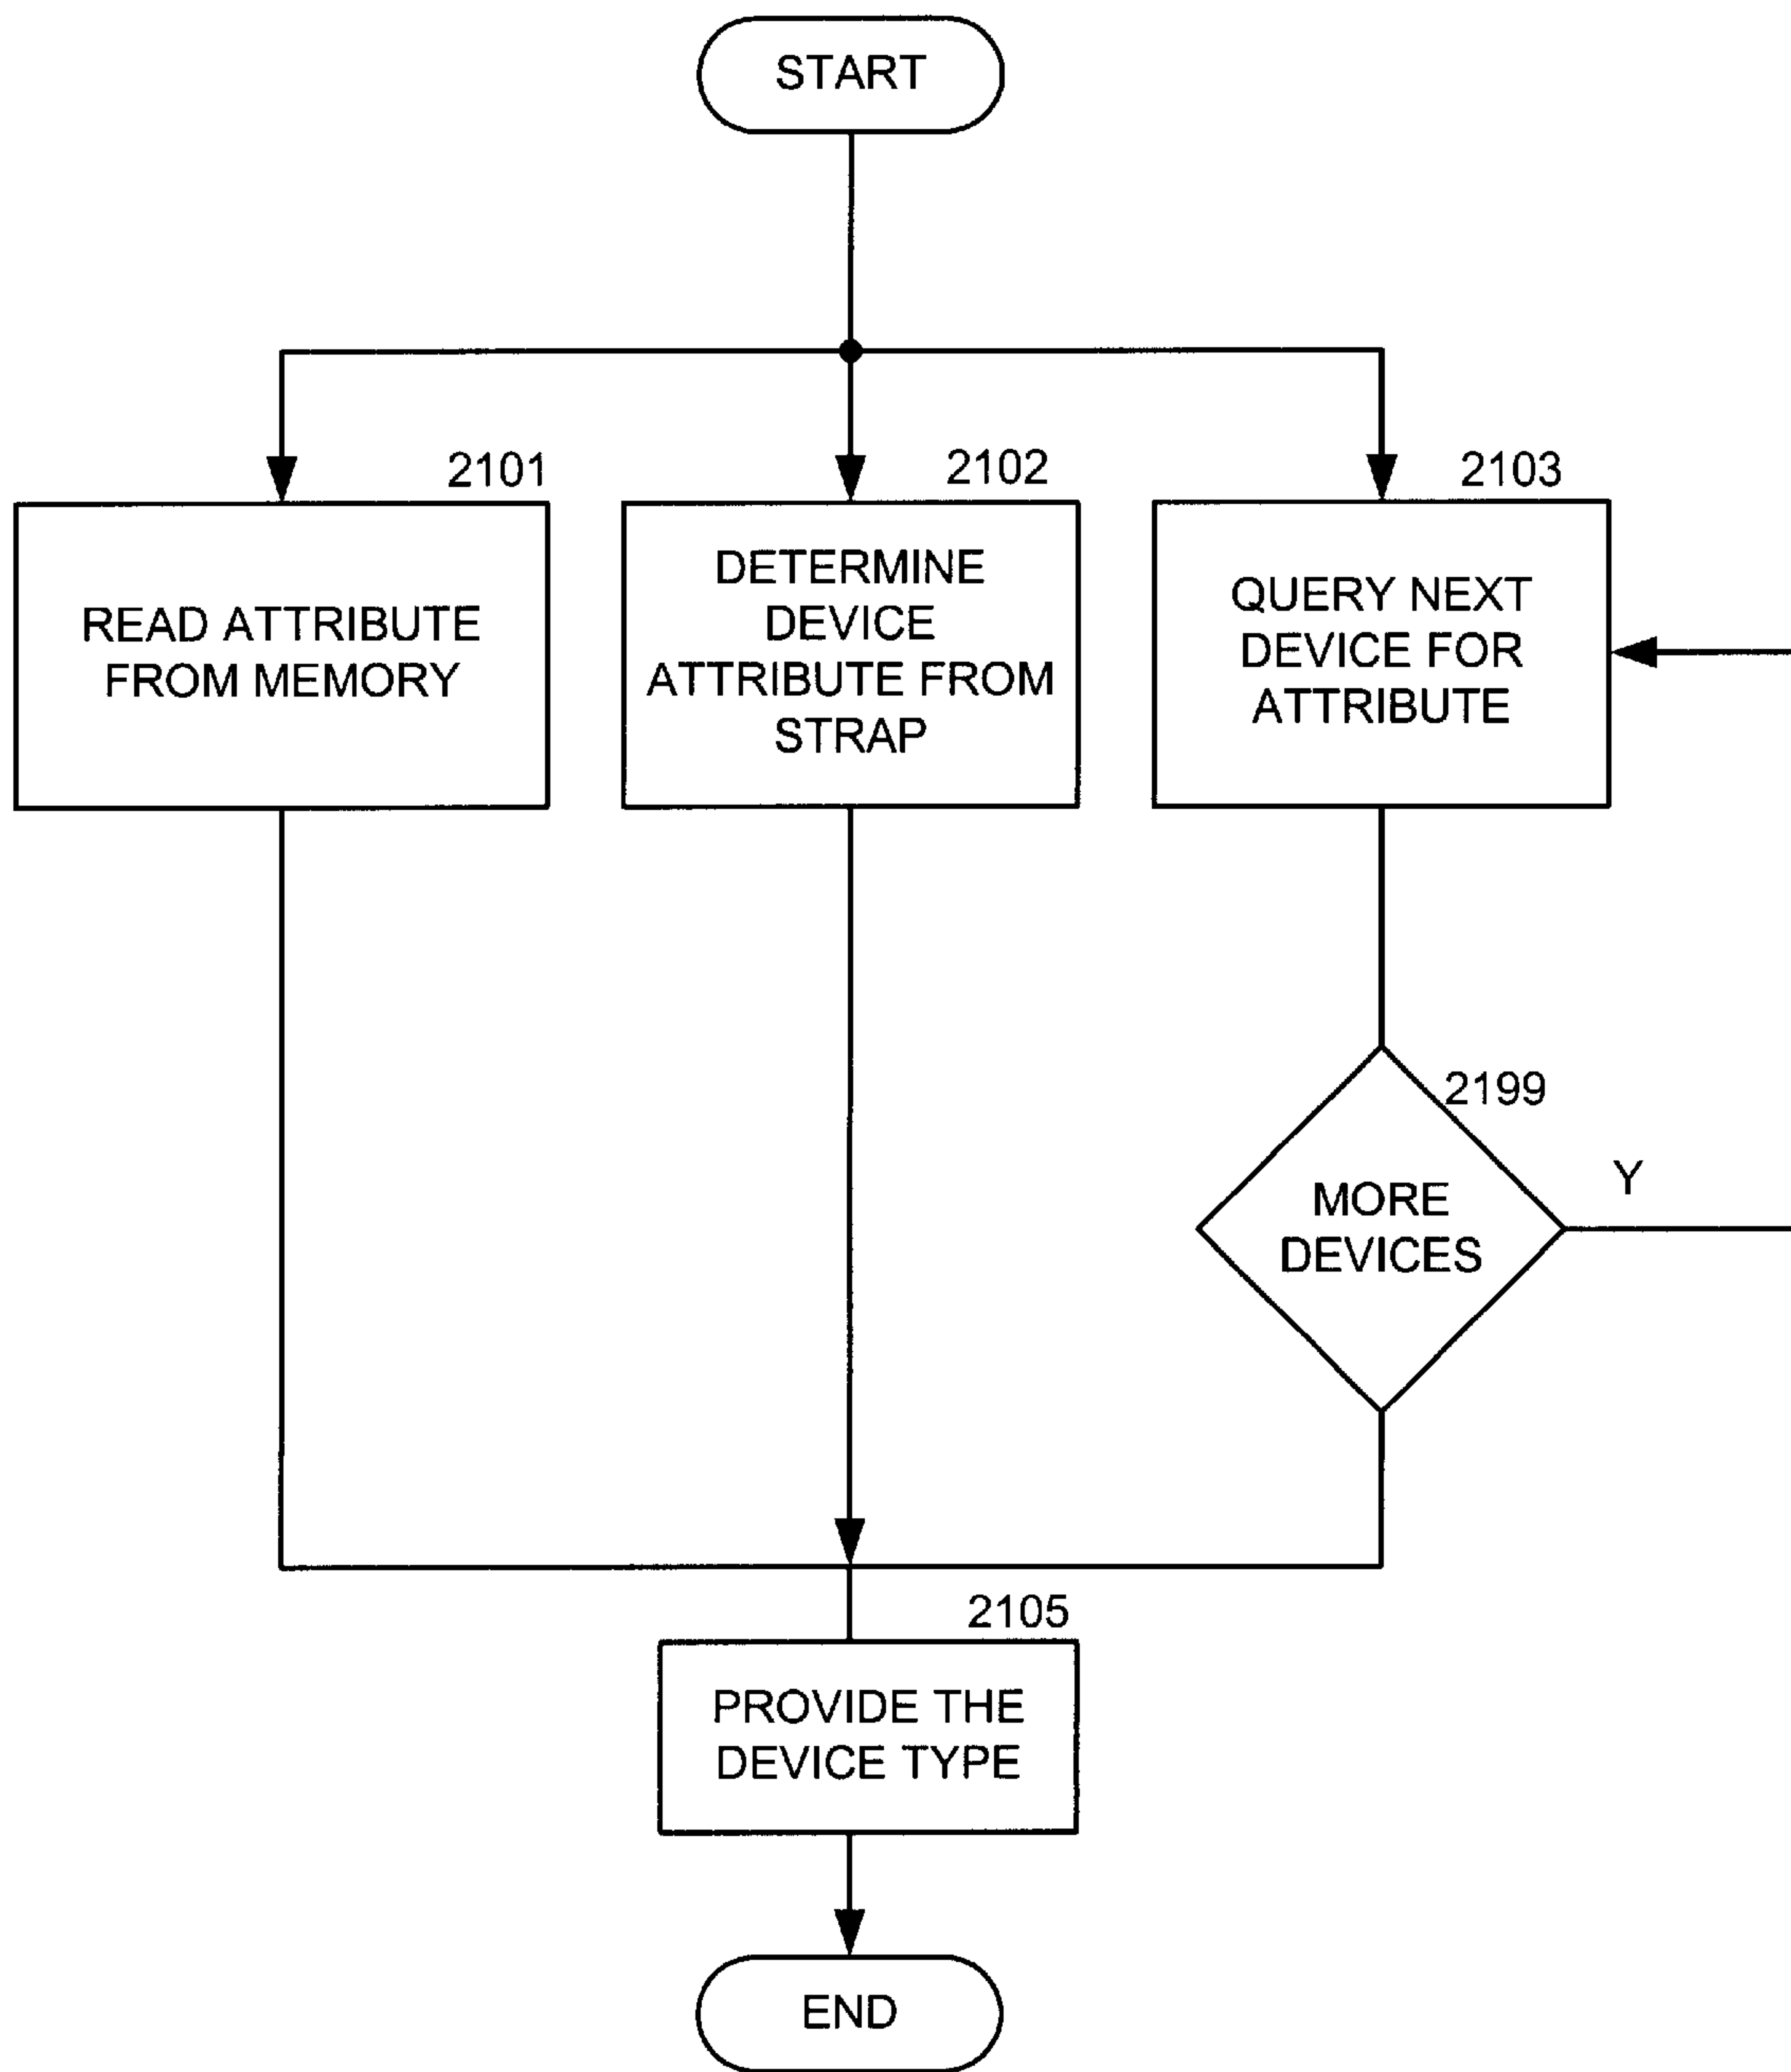 START
2101
READ ATTRIBUTE
FROM MEMORY
2102
DETERMINE
DEVICE
ATTRIBUTE FROM
STRAP
2103
QUERY NEXT
DEVICE FOR
ATTRIBUTE
2199
MORE
DEVICES
Y
2105
PROVIDE THE
DEVICE TYPE
END